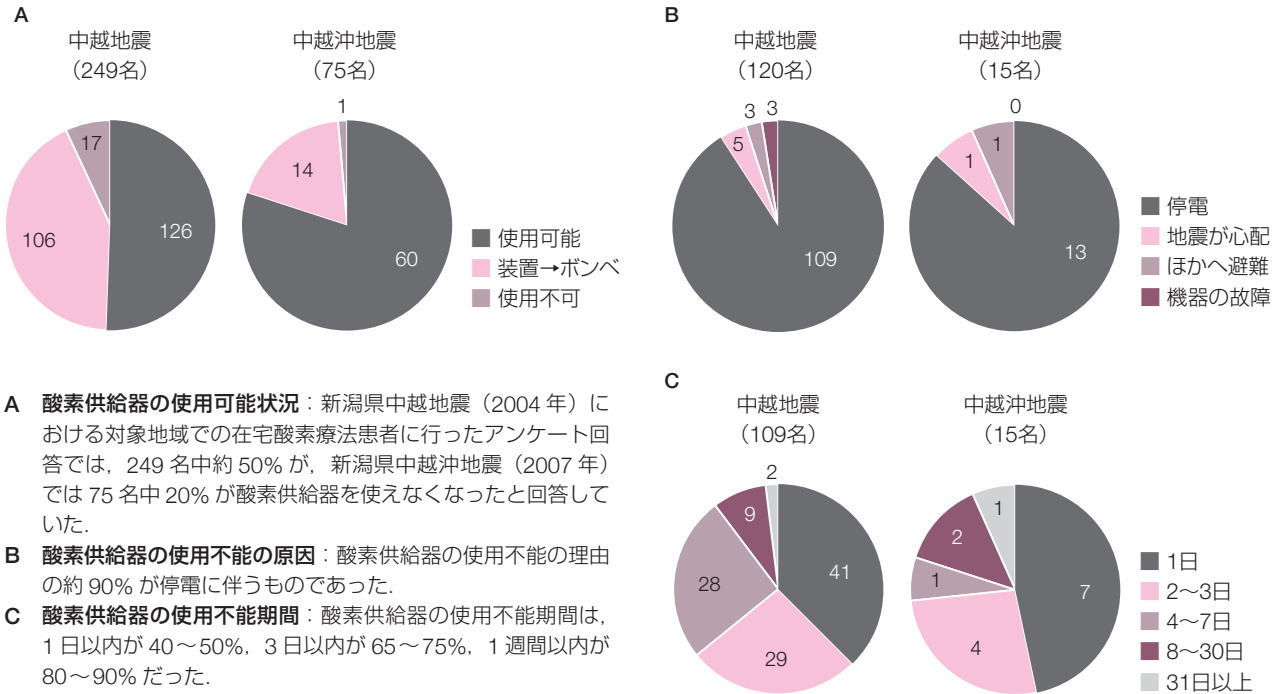 A
中越地震
（249名）
中越沖地震
（75名）
17
106
126
1
14
60
使用可能
装置→ボンベ
使用不可
B
中越地震
（120名）
中越沖地震
（15名）
3
3
5
109
0
1
1
13
停電
地震が心配
ほかへ避難
機器の故障
A 酸素供給器の使用可能状況：新潟県中越地震（2004 年）に
おける対象地域での在宅酸素療法患者に行ったアンケート回
答では，249 名中約 50% が，新潟県中越沖地震（2007 年）
では 75 名中 20% が酸素供給器を使えなくなったと回答して
いた．
B 酸素供給器の使用不能の原因：酸素供給器の使用不能の理由
の約 90% が停電に伴うものであった．
C 酸素供給器の使用不能期間：酸素供給器の使用不能期間は，
1 日以内が 40～50%，3 日以内が 65～75%，1 週間以内が
80～90% だった．
C
中越地震
（109名）
中越沖地震
（15名）
2
9
28
41
29
1
2
1
7
4
1日
2～3日
4～7日
8～30日
31日以上